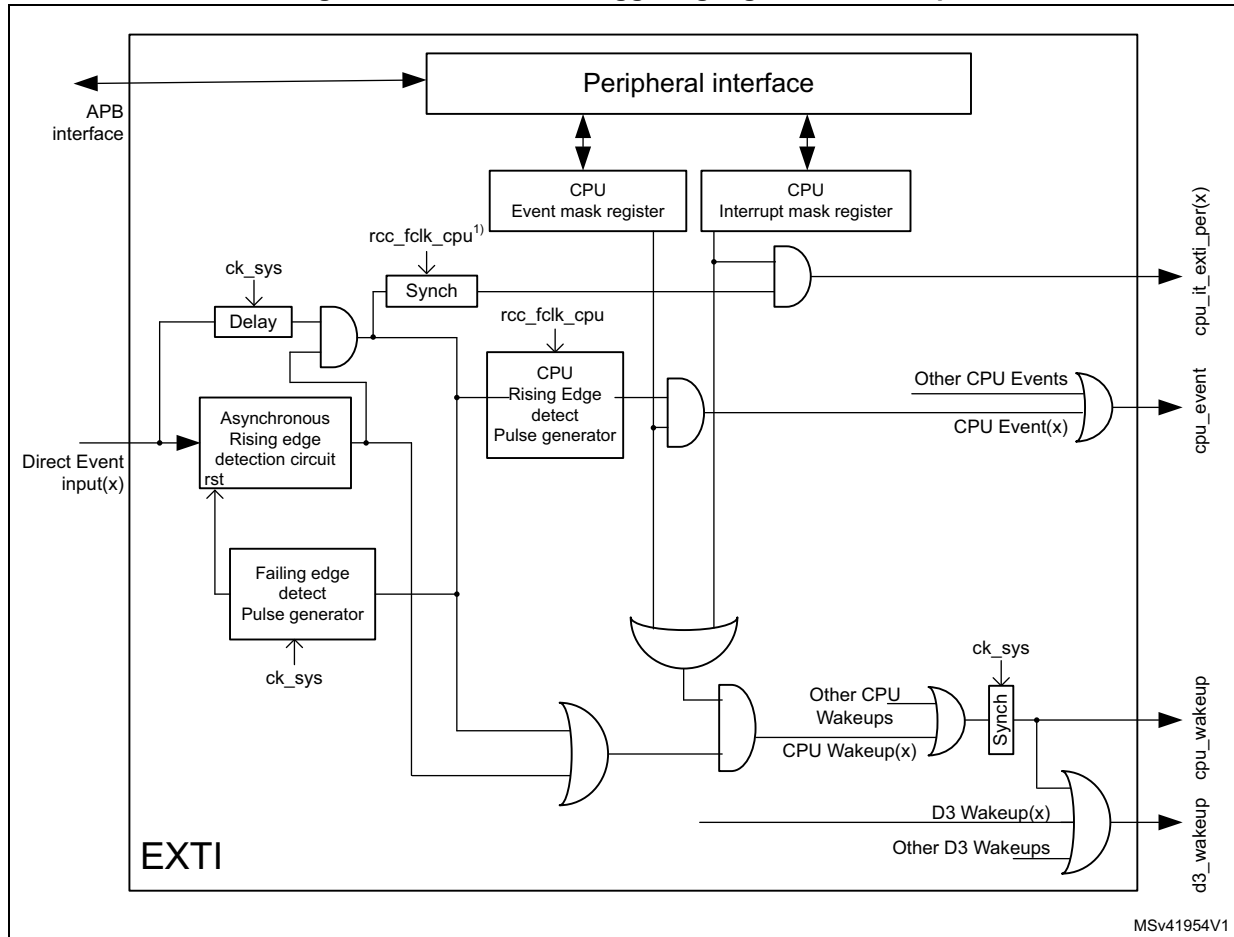 Peripheral interface
APB
interface
CPU
Event mask register
CPU
Interrupt mask register
cpu_it_exti_per(x)
rcc_fclk_cpu1)
ck_sys
Synch
Delay
rcc_fclk_cpu
CPU
Rising Edge
detect
Pulse generator
Other CPU Events
CPU Event(x)
cpu_event
Asynchronous
Rising edge
detection circuit
rst
Direct Event
input(x)
Failing edge
detect
Pulse generator
ck_sys
ck_sys
Other CPU
Wakeups
Synch
CPU Wakeup(x)
cpu_wakeup
D3 Wakeup(x)
Other D3 Wakeups
d3_wakeup
EXTI
MSv41954V1